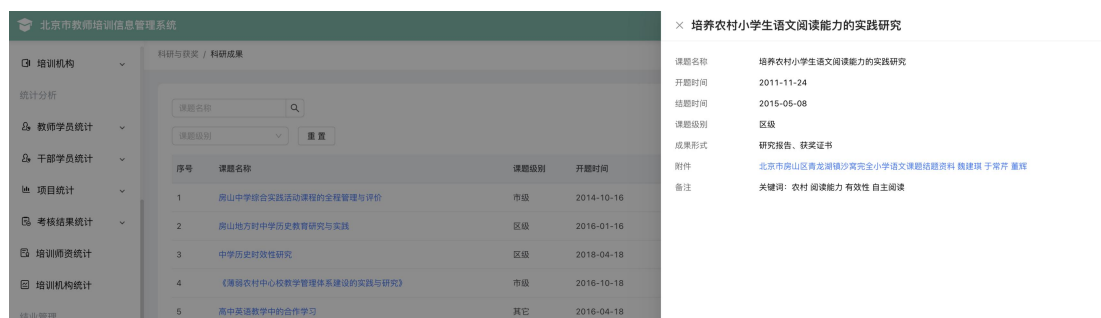 北京市教师培训信息管理系统
培训机构
统计分析
教师学员统计
干部学员统计
项目统计
考核结果统计
培训师资统计
培训机构统计
结业管理
科研与获奖 / 科研成果
课题名称
课题级别
重 置
序号 课题名称 课题级别 开题时间
1 房山中学综合实践活动课程的全程管理与评价 市级 2014-10-16
2 房山地方时中学历史教育研究与实践 区级 2016-01-16
3 中学历史时效性研究 区级 2018-04-18
4 《薄弱农村中心校教学管理体系建设的实践与研究》 市级 2016-10-18
5 高中英语教学中的合作学习 其它 2016-04-18
× 培养农村小学生语文阅读能力的实践研究
课题名称 培养农村小学生语文阅读能力的实践研究
开题时间 2011-11-24
结题时间 2015-05-08
课题级别 区级
成果形式 研究报告、获奖证书
附件 北京市房山区青龙湖镇沙窝完全小学语文课题结题资料 魏建琪 于常芹 董辉
备注 关键词：农村 阅读能力 有效性 自主阅读